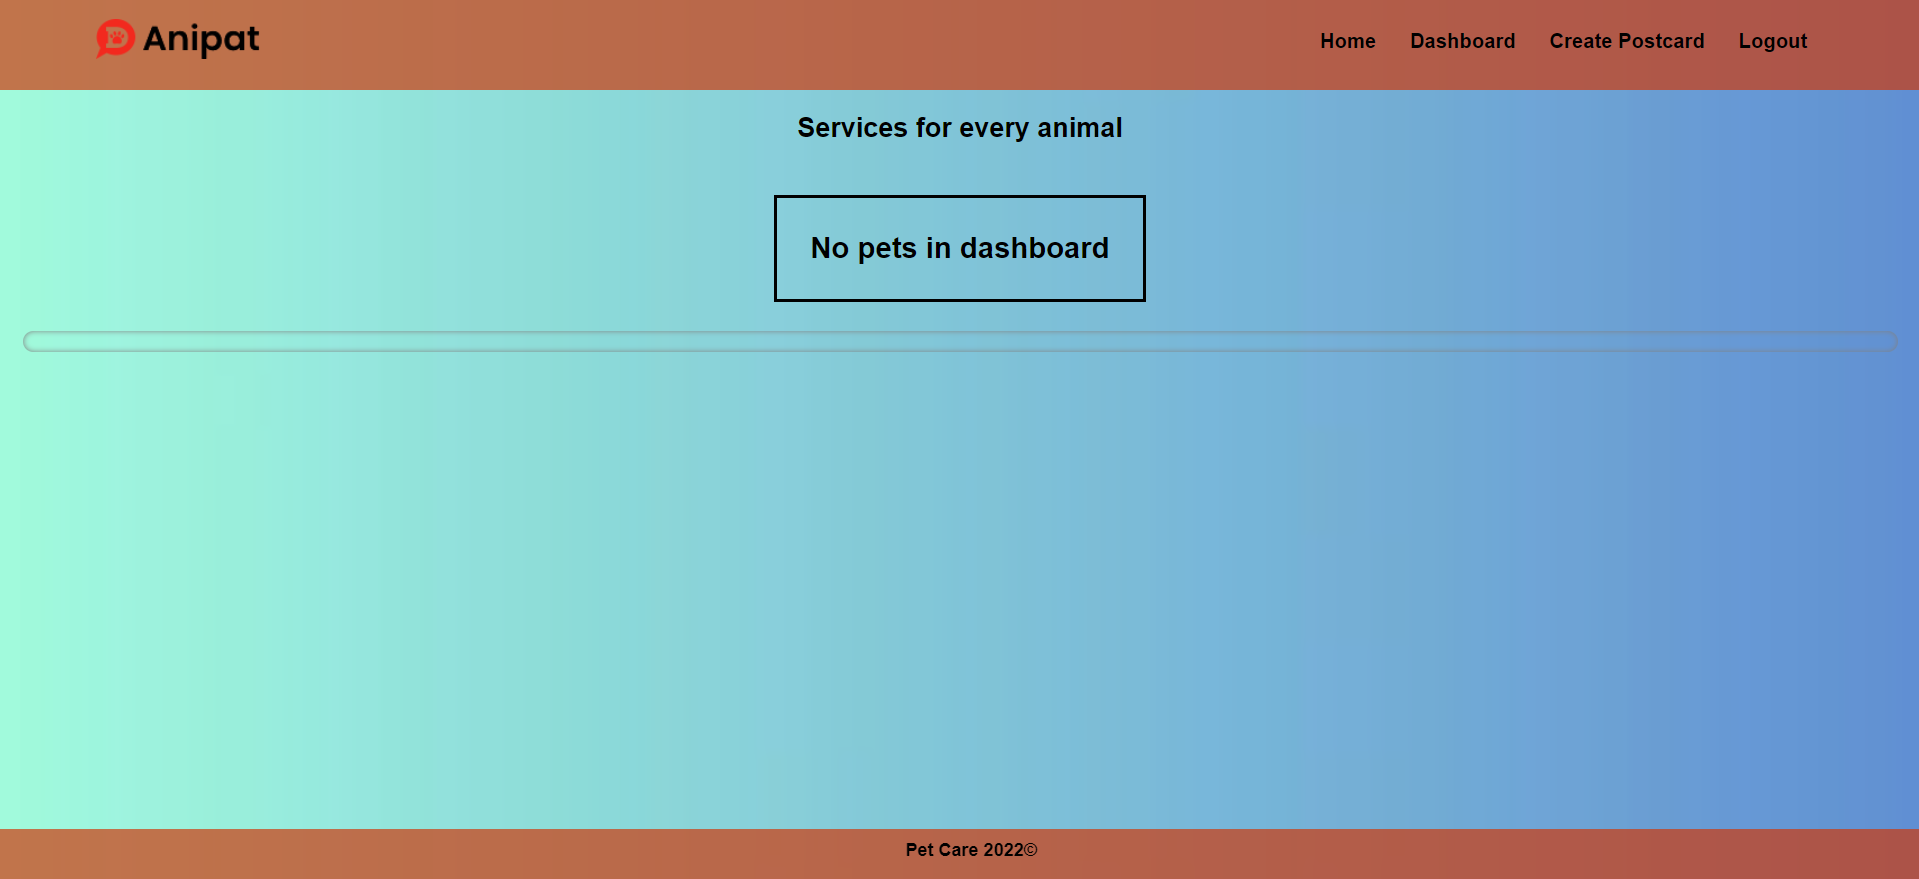 Anipat
Home Dashboard Create Postcard Logout
Services for every animal
No pets in dashboard
Pet Care 2022©